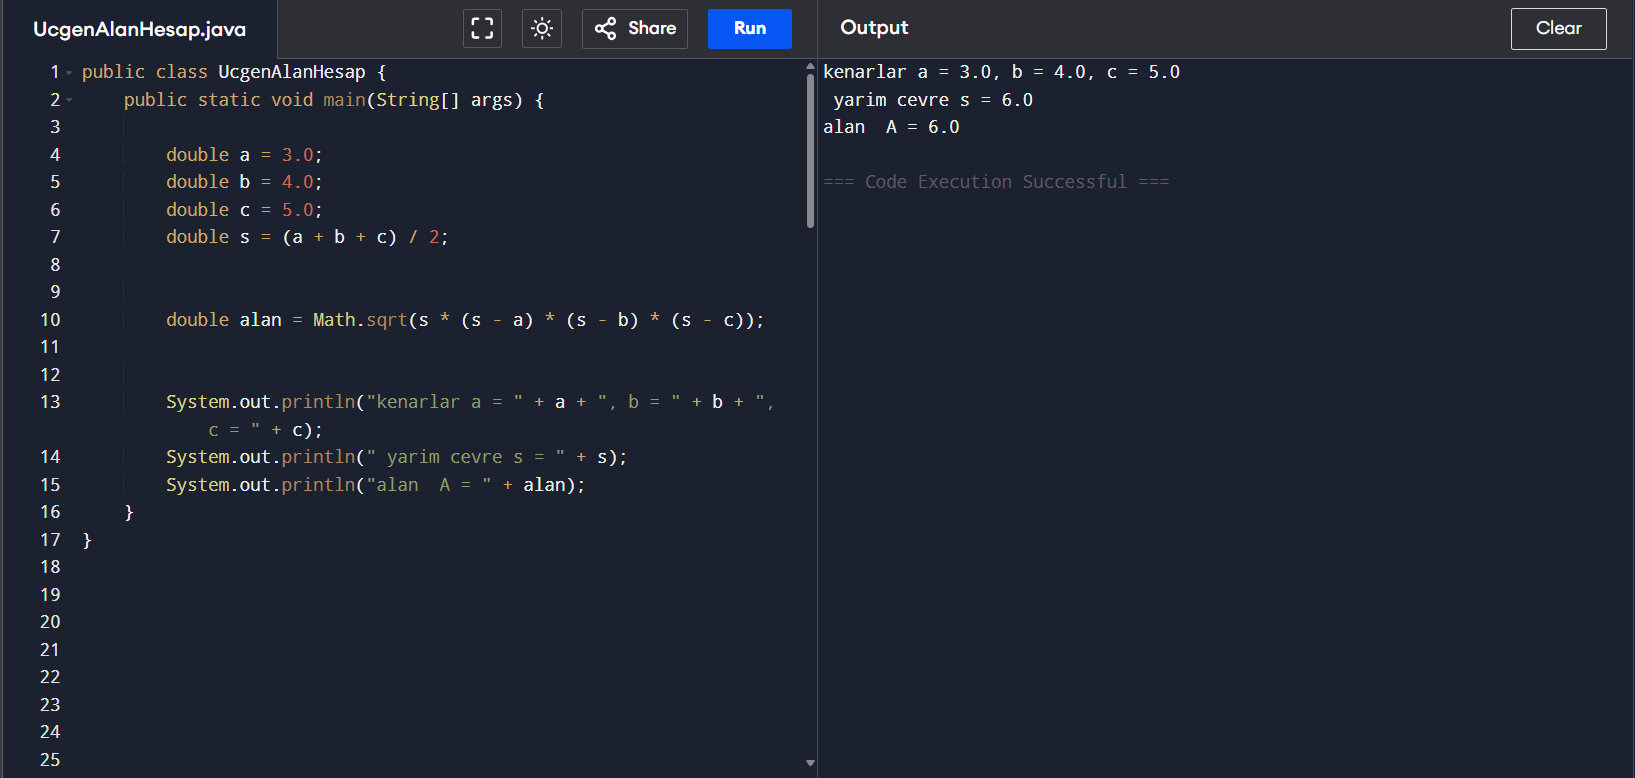 UcgenAlanHesap.java
Share
Run
Output
Clear
1 public class UcgenAlanHesap {
2     public static void main(String[] args) {
3
4         double a = 3.0;
5         double b = 4.0;
6         double c = 5.0;
7         double s = (a + b + c) / 2;
8
9
10         double alan = Math.sqrt(s * (s - a) * (s - b) * (s - c));
11
12
13         System.out.println("kenarlar a = " + a + ", b = " + b + ",
            c = " + c);
14         System.out.println(" yarim cevre s = " + s);
15         System.out.println("alan  A = " + alan);
16     }
17 }
18
19
20
21
22
23
24
25
kenarlar a = 3.0, b = 4.0, c = 5.0
 yarim cevre s = 6.0
alan  A = 6.0
=== Code Execution Successful ===